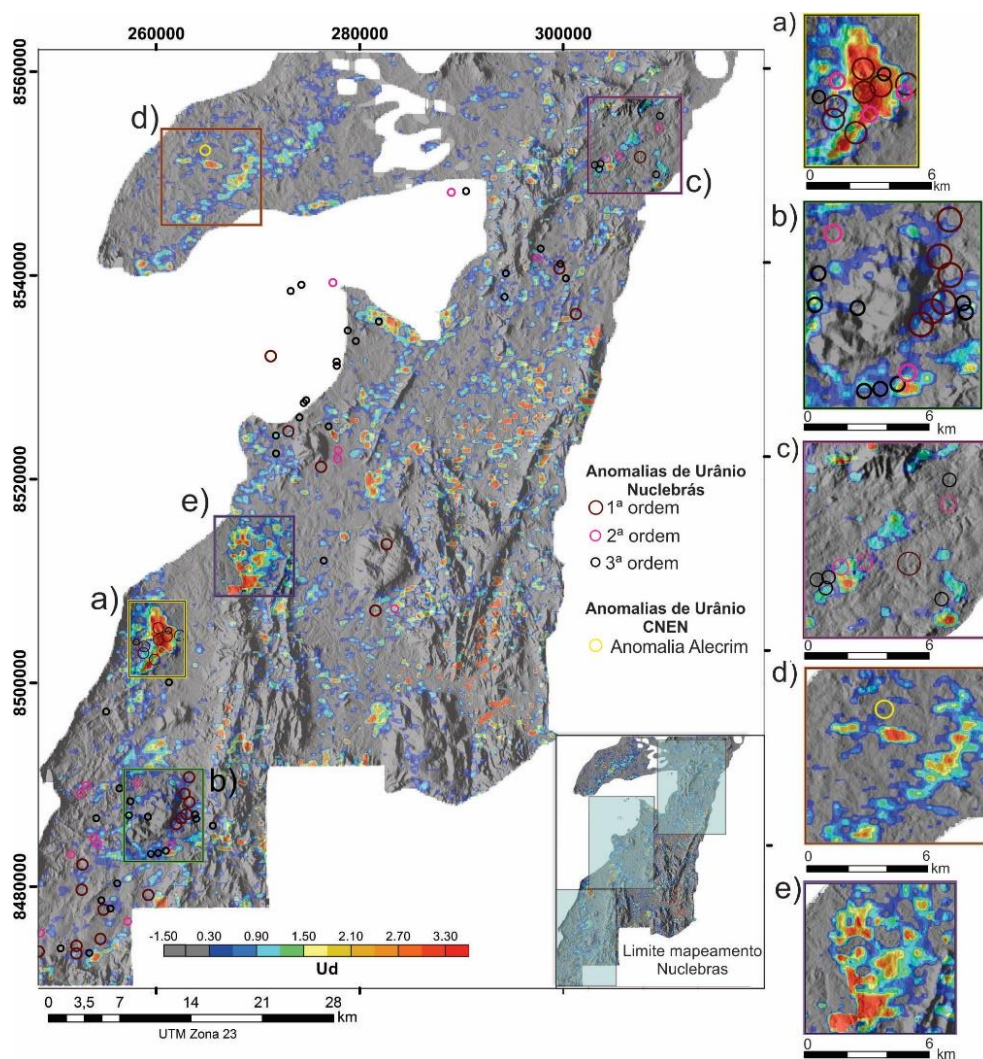 260000 280000 300000
8560000
8540000
8520000
8500000
8480000
d)
c)
e)
a)
b)
Anomalias de Urânio
Nuclebrás
1ª ordem
2ª ordem
3ª ordem
Anomalias de Urânio
CNEN
Anomalia Alecrim
Limite mapeamento
Nuclebras
-1.50 0.30 0.90 1.50 2.10 2.70 3.30
Ud
0 3,5 7 14 21 28
km
UTM Zona 23
a)
0 6
km
b)
0 6
km
c)
0 6
km
d)
0 6
km
e)
0 6
km